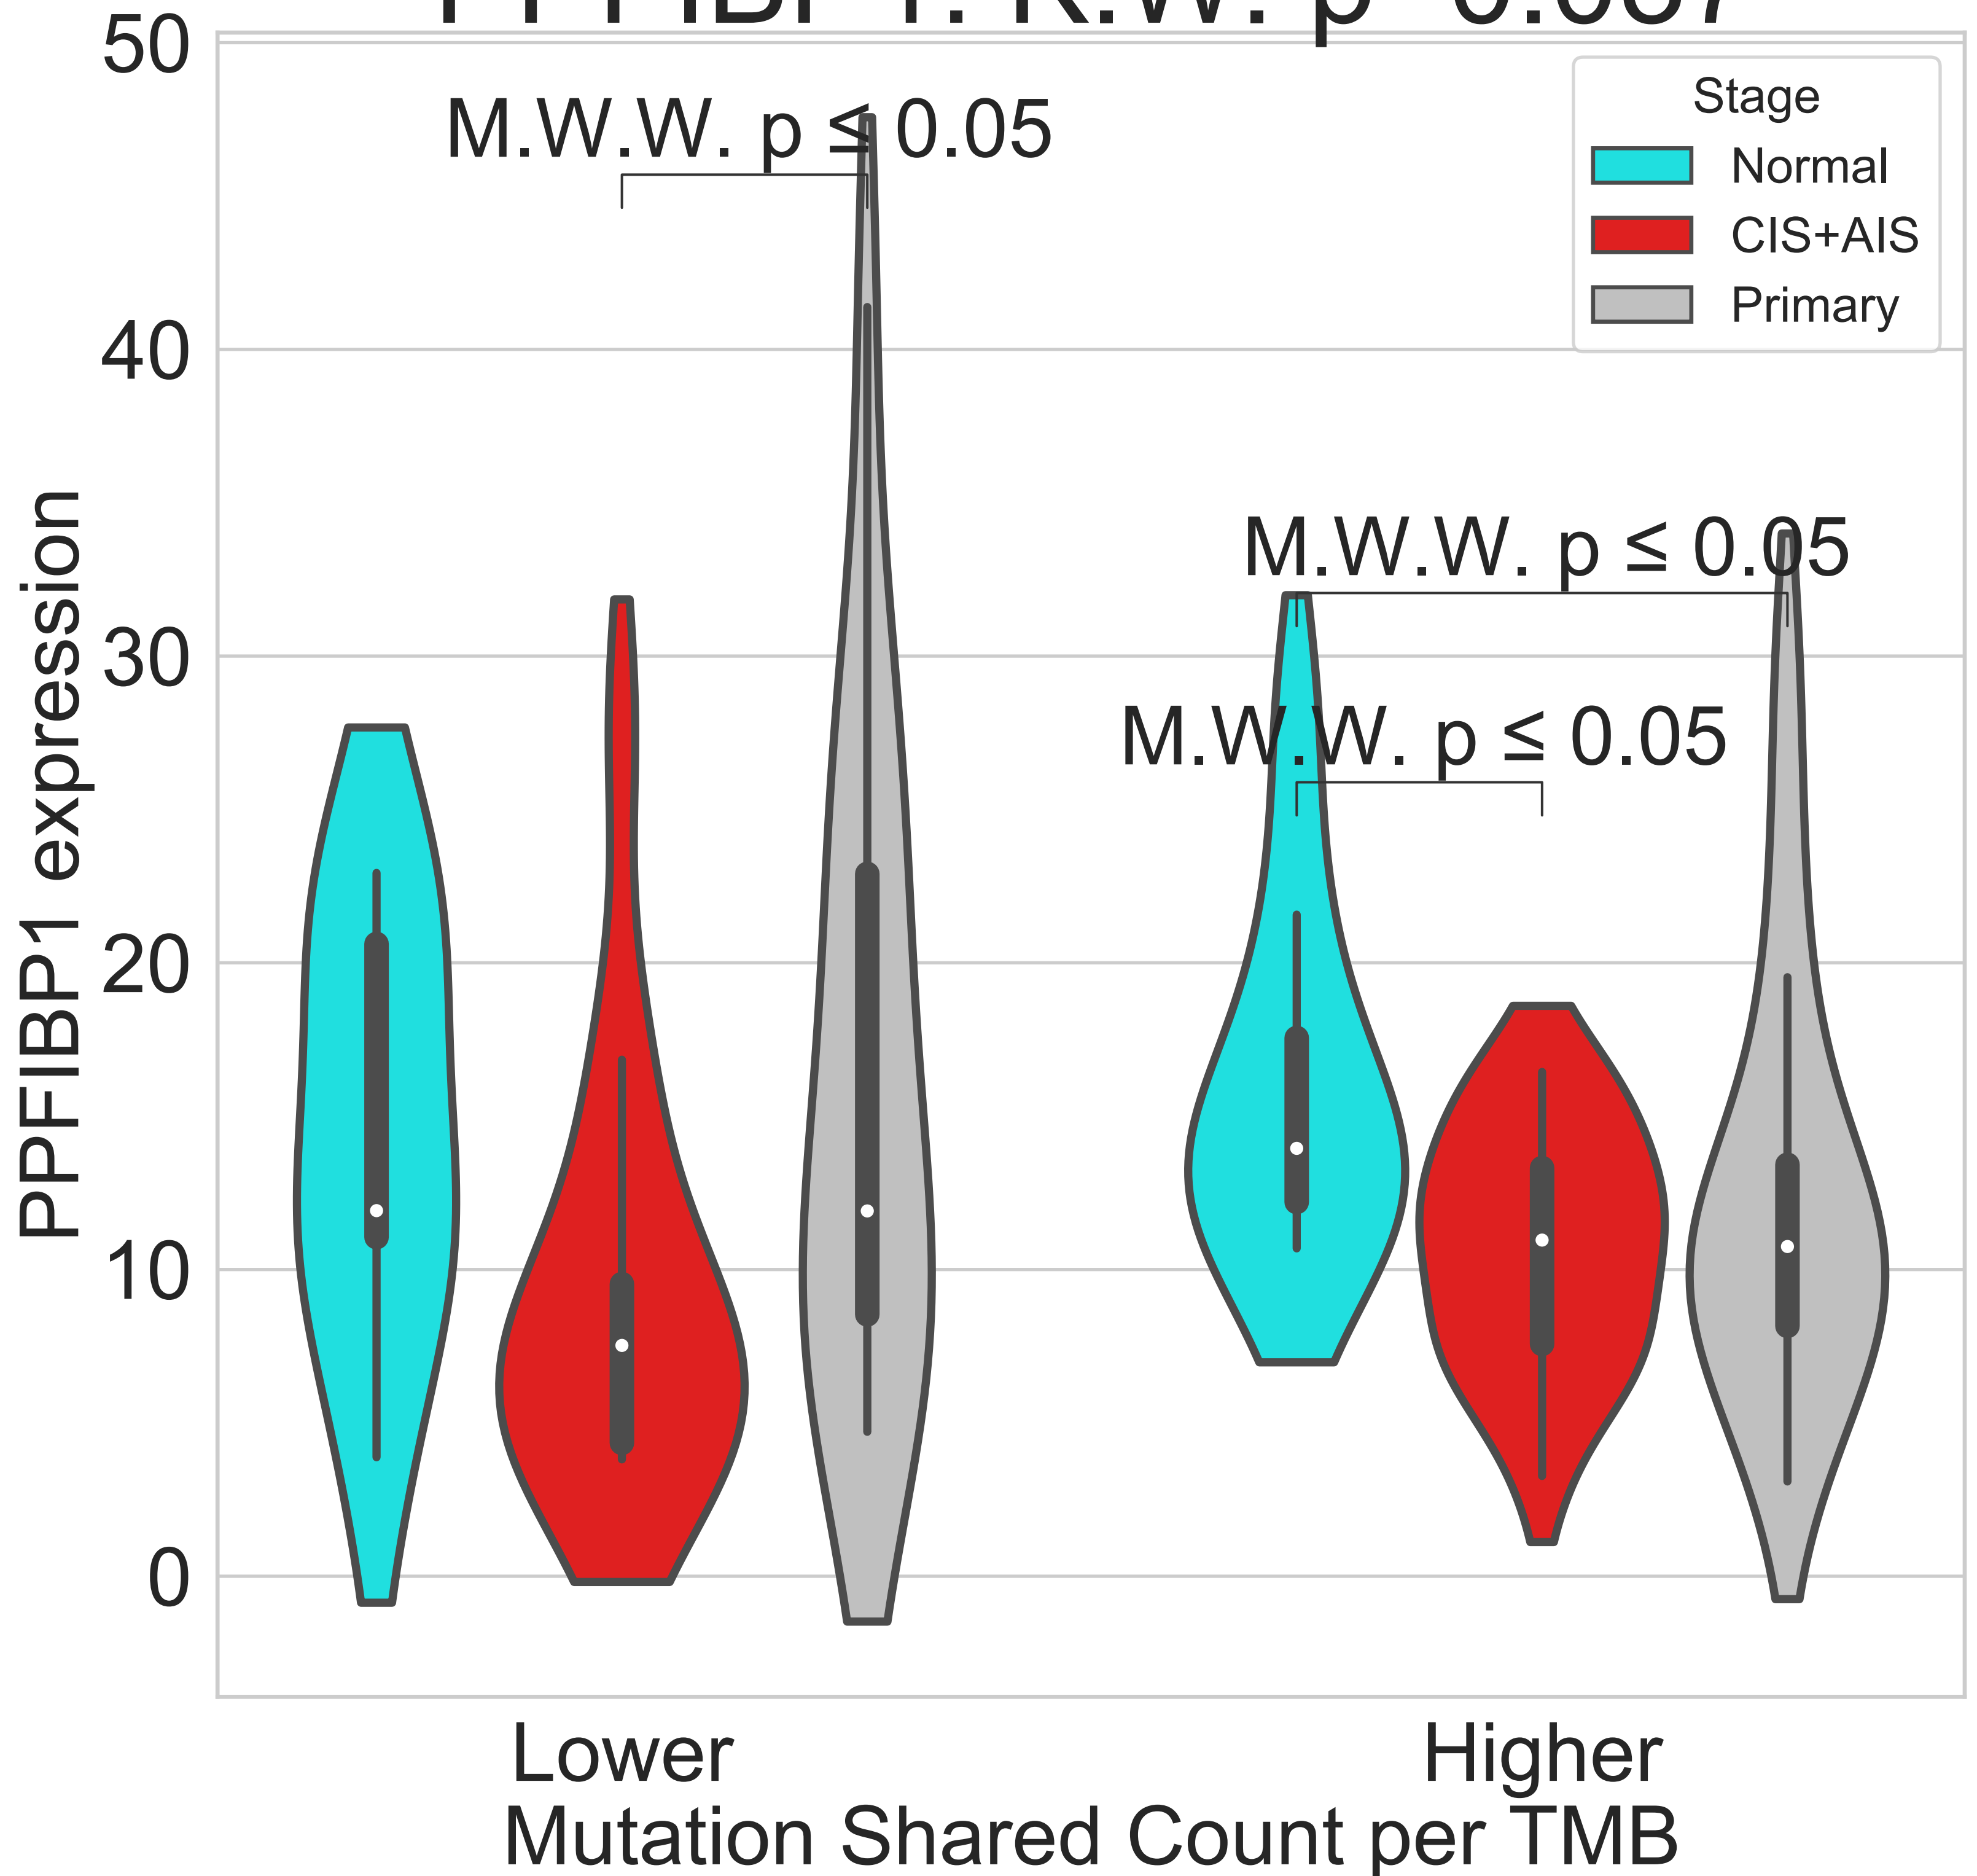 50
M.W.W. p ≤ 0.05
Stage
Normal
CIS+AIS
Primary
40
M.W.W. p ≤ 0.05
30
M.W.W. p ≤ 0.05
20
10
0
PPFIBP1 expression
Lower
Higher
Mutation Shared Count per TMB